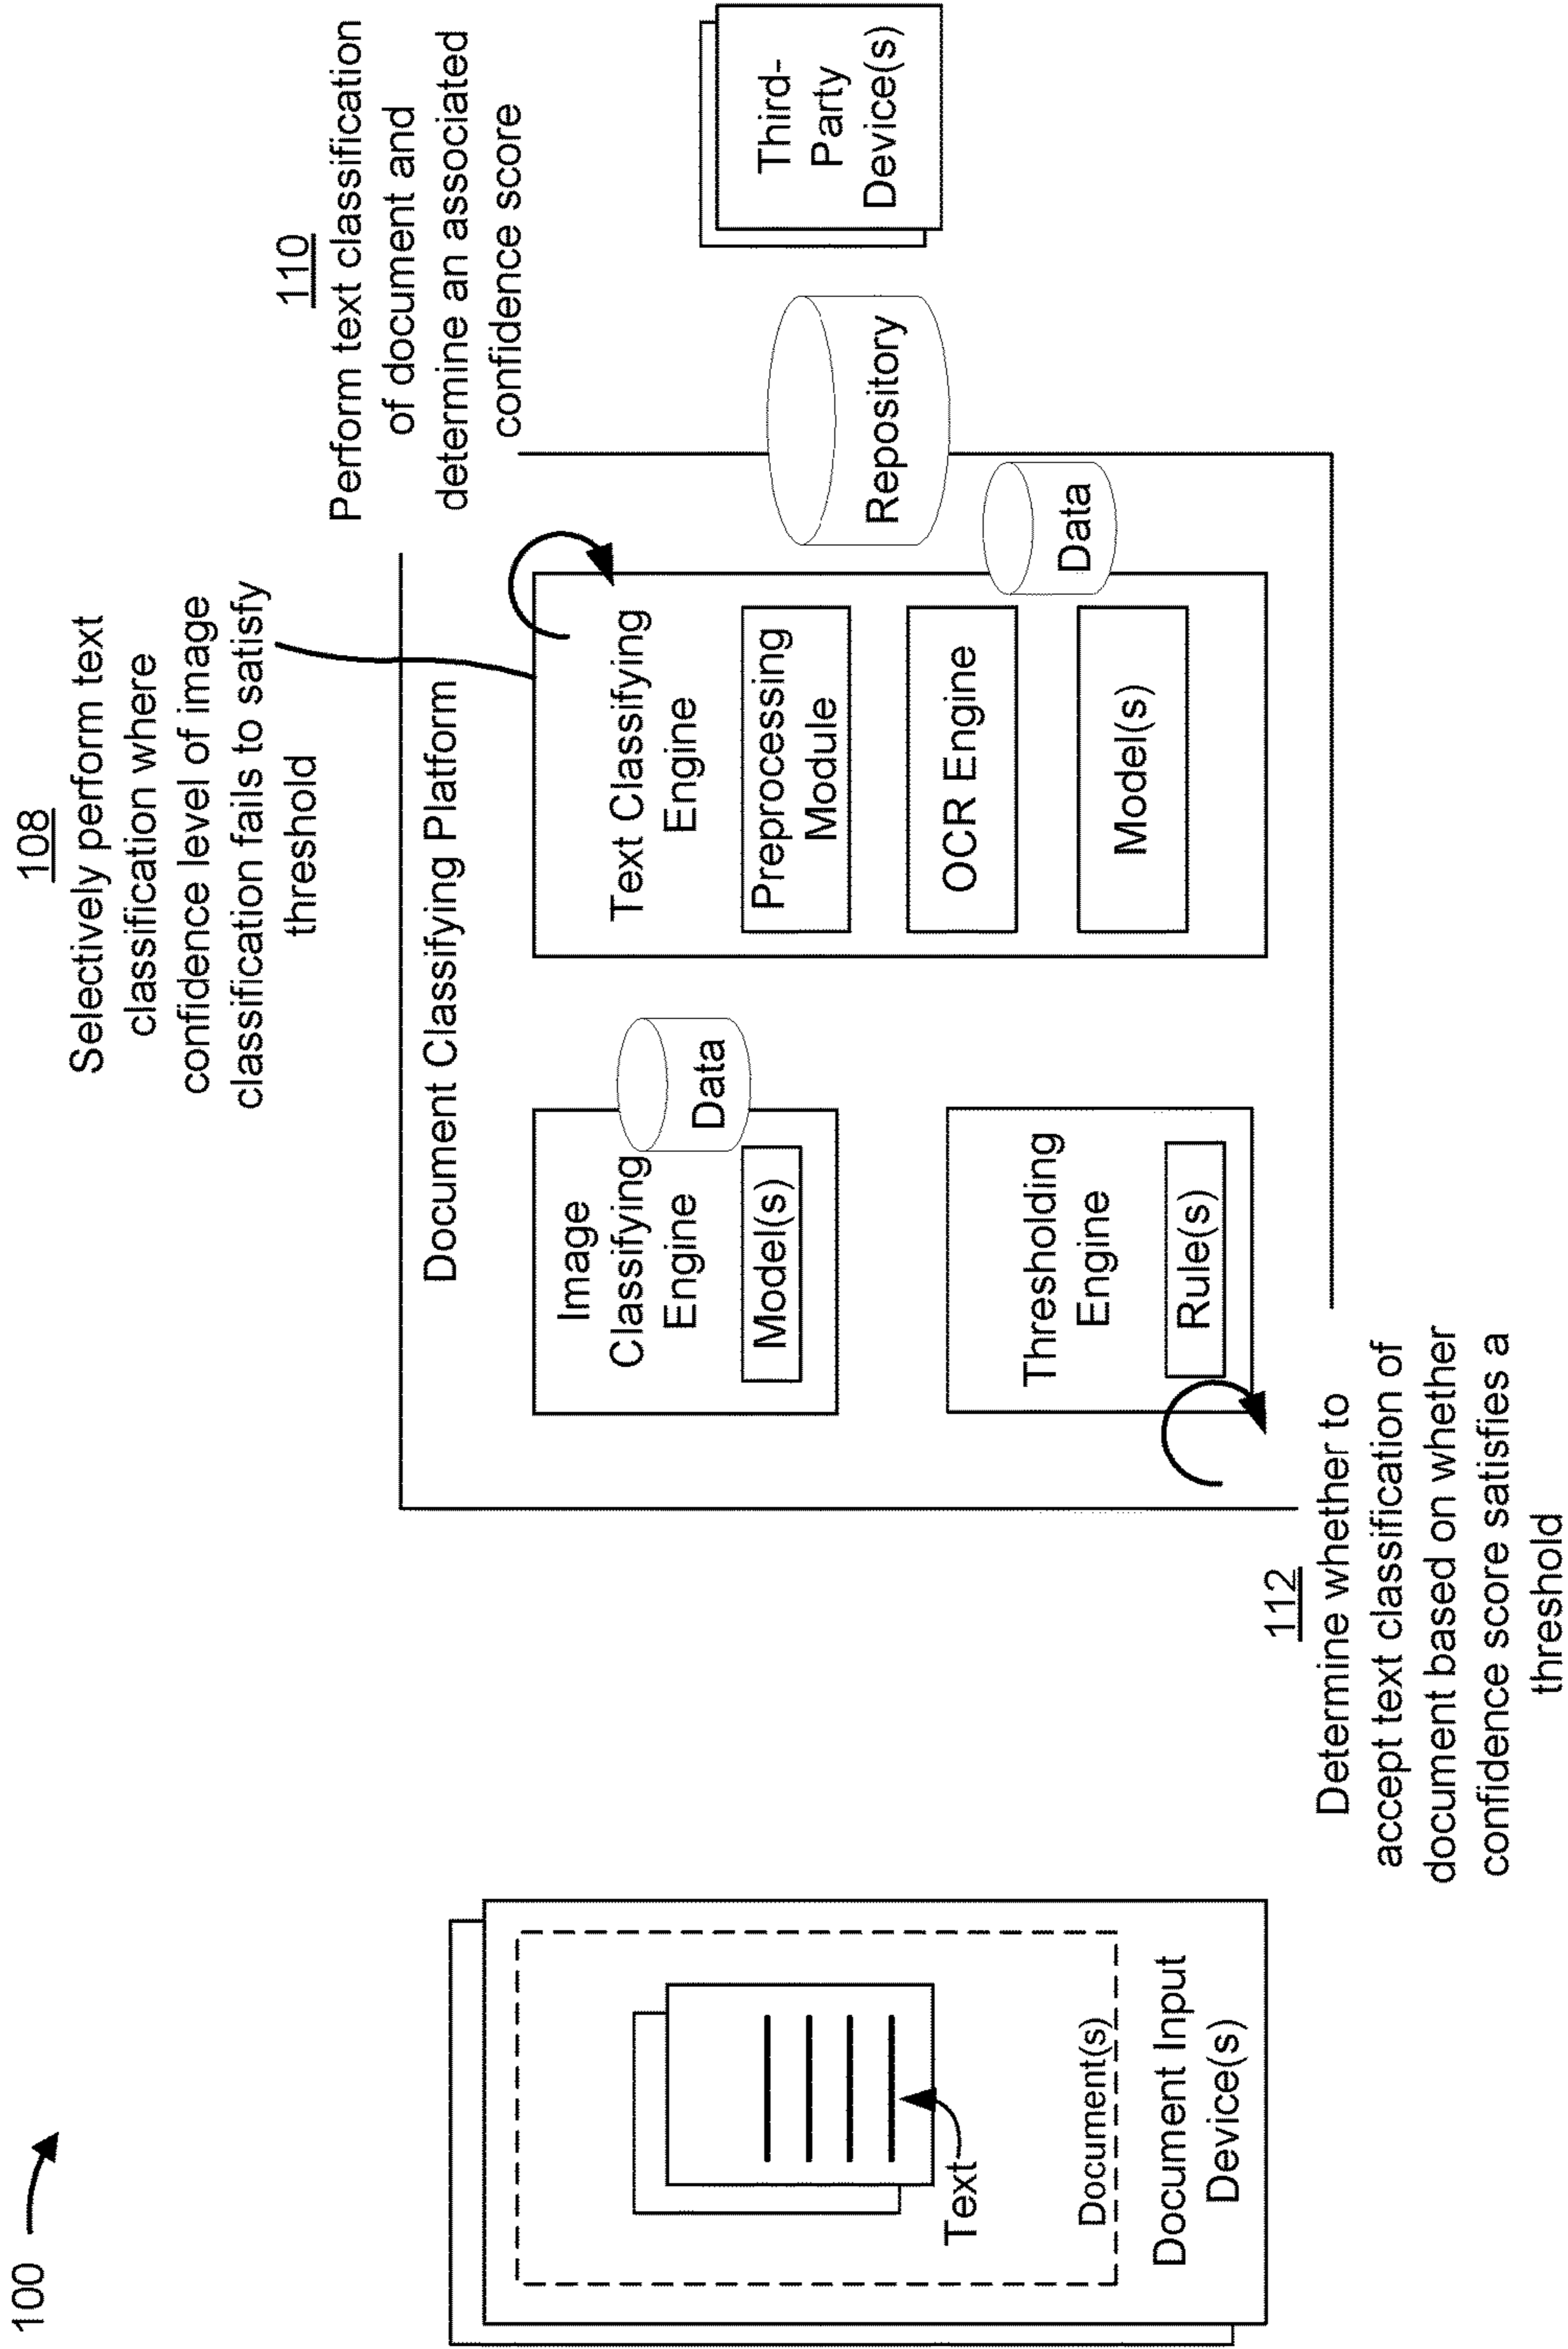 100
108
Selectively perform text
classification where
confidence level of image
classification fails to satisfy
threshold
110
Perform text classification
of document and
determine an associated
confidence score
Document Classifying Platform
Image
Classifying
Engine
Data
Model(s)
Text Classifying
Engine
Preprocessing
Module
OCR Engine
Model(s)
Data
Thresholding
Engine
Rule(s)
Repository
Third-
Party
Device(s)
Text
Document(s)
Document Input
Device(s)
112
Determine whether to
accept text classification of
document based on whether
confidence score satisfies a
threshold